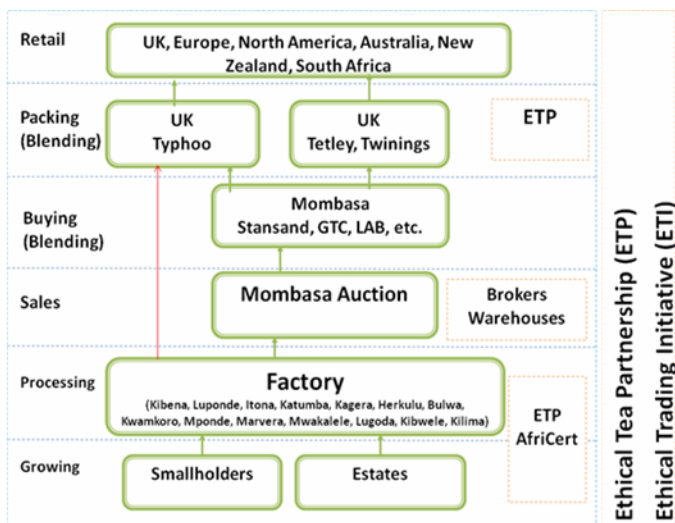 Retail
UK, Europe, North America, Australia, New
Zealand, South Africa
Packing
(Blending)
UK
Typhoo
UK
Tetley, Twinings
ETP
Buying
(Blending)
Mombasa
Stansand, GTC, LAB, etc.
Sales
Mombasa Auction
Brokers
Warehouses
Processing
Factory
{Kibena, Luponde, Itona, Katumba, Kagera, Herkulu, Bulwa,
Kwamkoro, Mponde, Marvera, Mwakalele, Lugoda, Kibwele, Kilima}
ETP
AfriCert
Growing
Smallholders
Estates
Ethical Tea Partnership (ETP)
Ethical Trading Initiative (ETI)